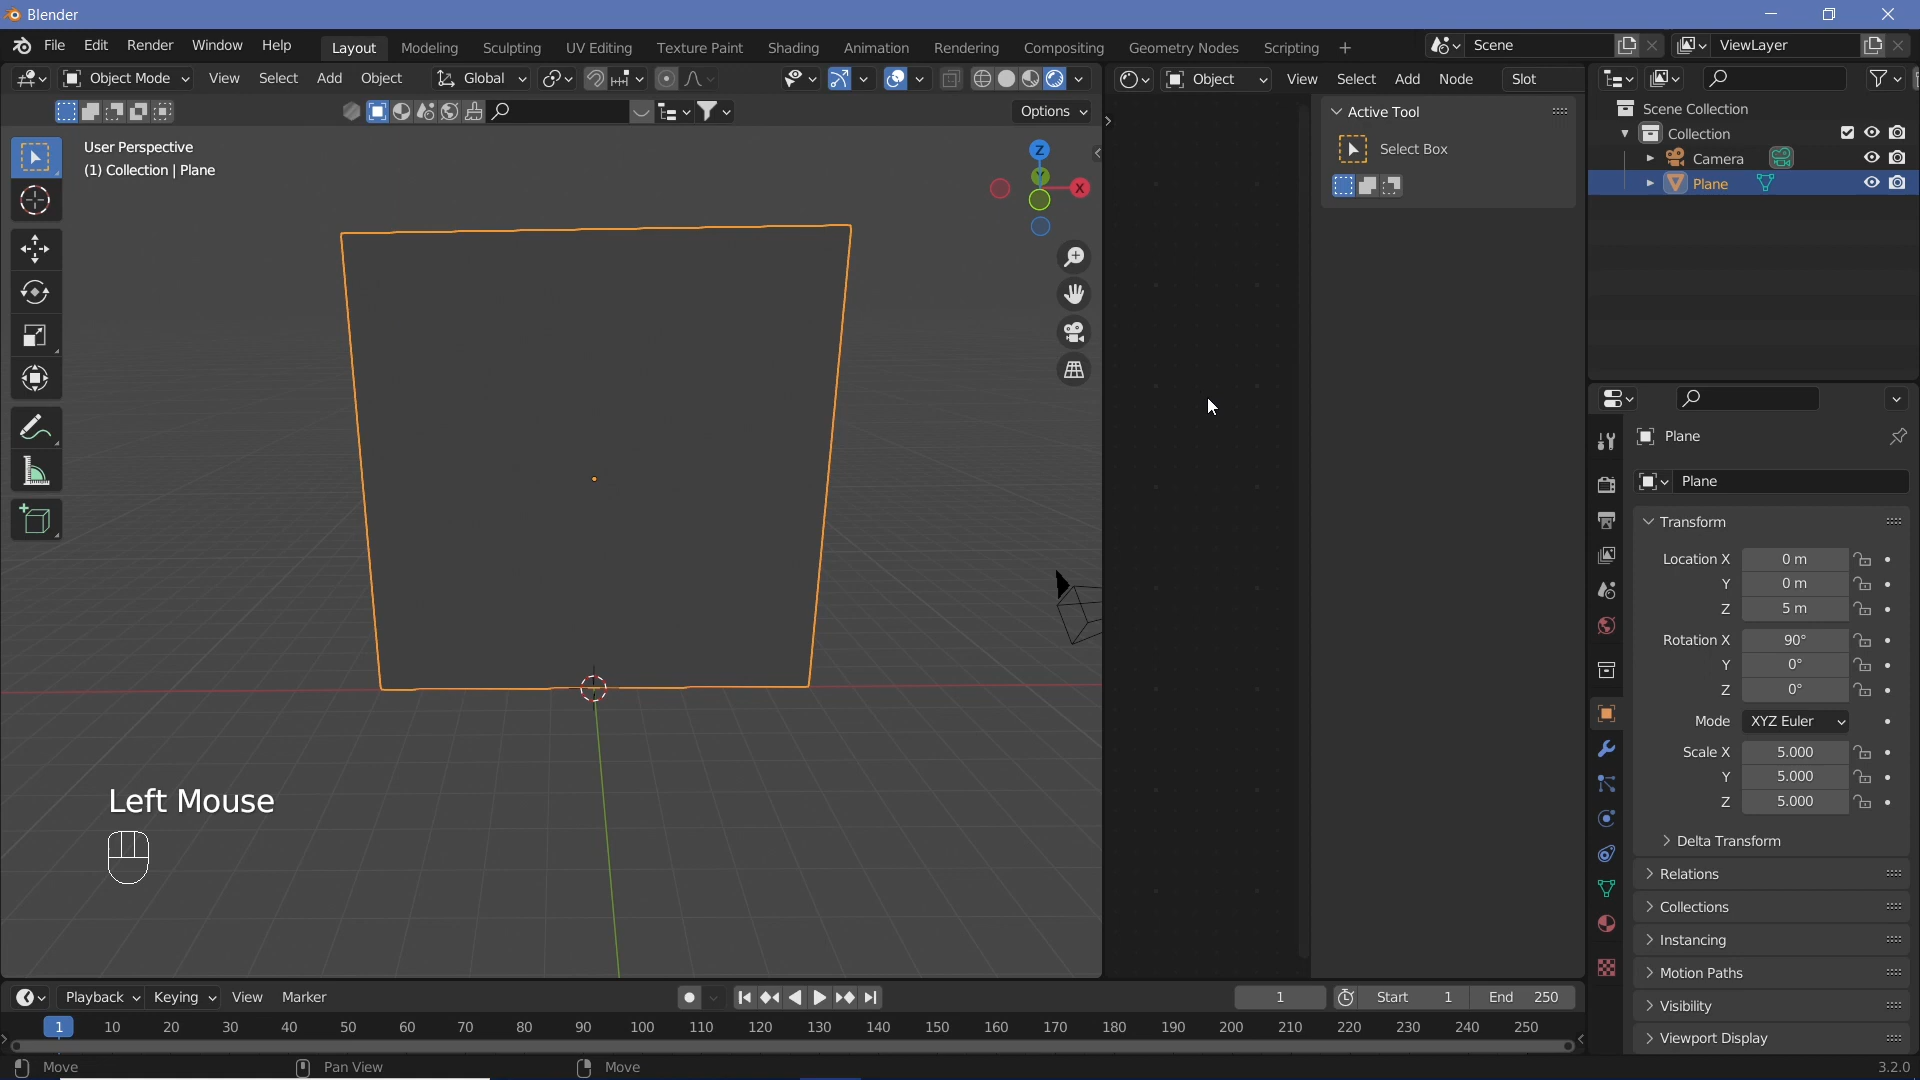 Blender
File Edit Render Window Help
Layout Modeling Sculpting UV Editing Texture Paint Shading Animation Rendering Compositing Geometry Nodes Scripting +
Scene
ViewLayer
Object Mode View Select Add Object Global
Object View Select Add Node Slot
Options
User Perspective
(1) Collection | Plane
Z
Y
X
Left Mouse
Active Tool
Select Box
Scene Collection
Collection
Camera
Plane
Plane
Plane
Transform
Location X 0 m
Y 0 m
Z 5 m
Rotation X 90°
Y 0°
Z 0°
Mode XYZ Euler
Scale X 5.000
Y 5.000
Z 5.000
Delta Transform
Relations
Collections
Instancing
Motion Paths
Visibility
Viewport Display
Playback Keying View Marker
1 Start 1 End 250
1 10 20 30 40 50 60 70 80 90 100 110 120 130 140 150 160 170 180 190 200 210 220 230 240 250
Move Pan View Move 3.2.0